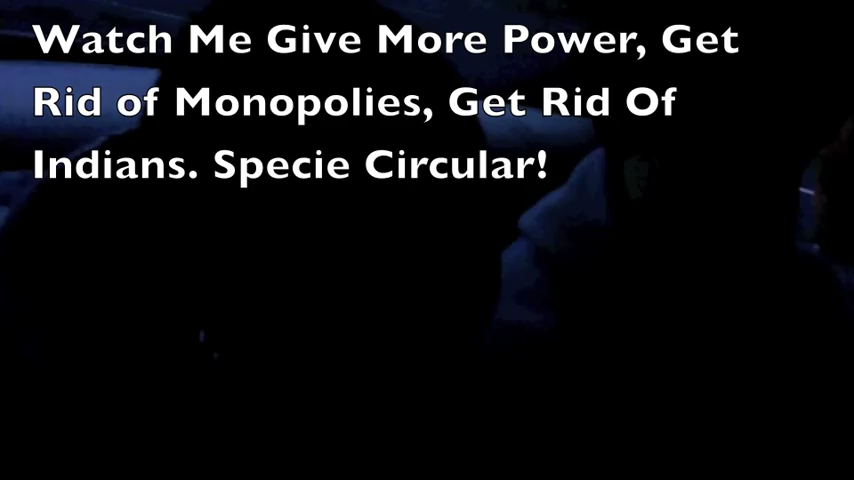 Watch Me Give More Power, Get
Rid of Monopolies, Get Rid Of
Indians. Specie Circular!